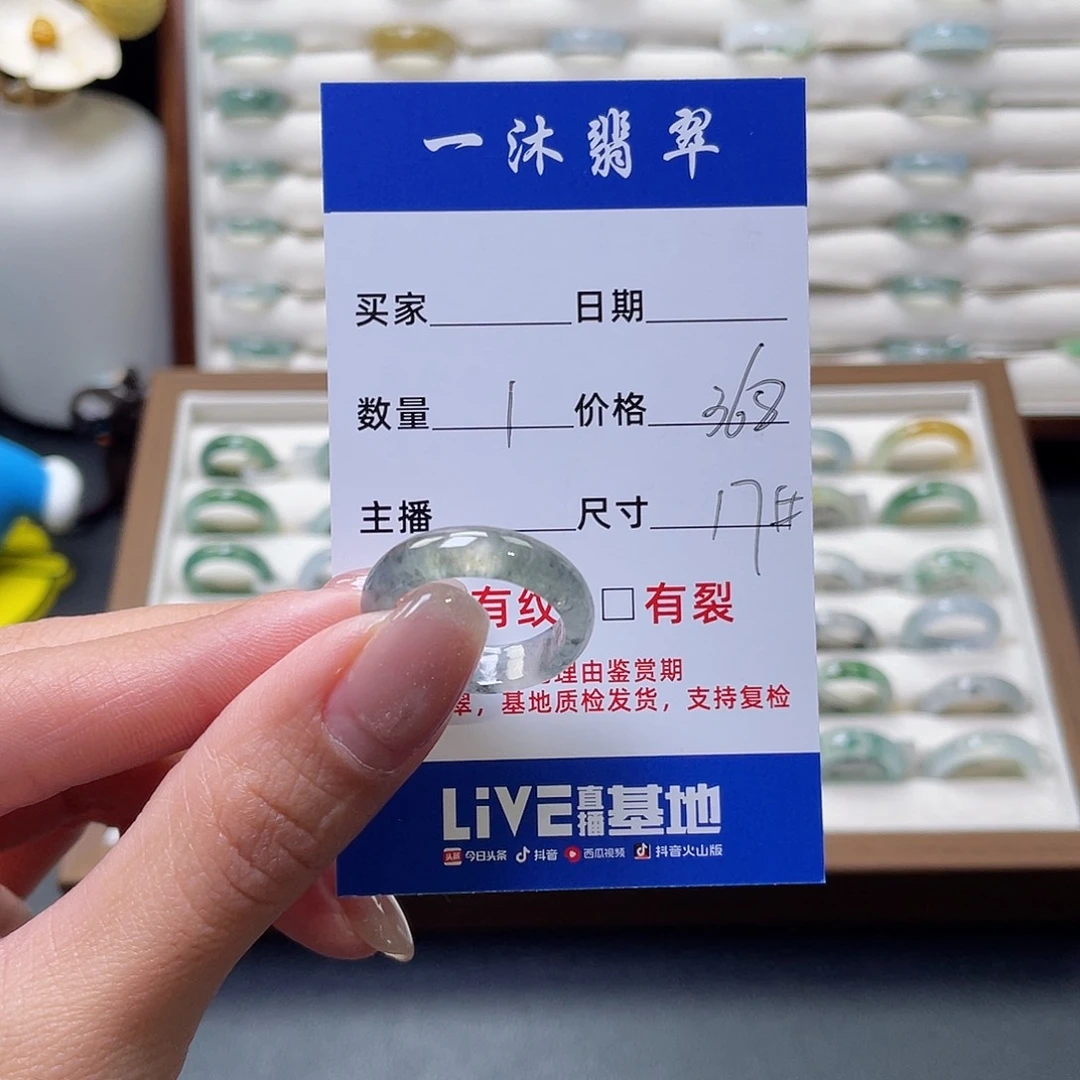 一沐翡翠
买家 日期
数量 1 价格 368
主播 尺寸 17#
有纹 □有裂
理由鉴赏期
翠，基地质检发货，支持复检
LiVE直播基地
头条 今日头条 抖音 西瓜视频 抖音火山版